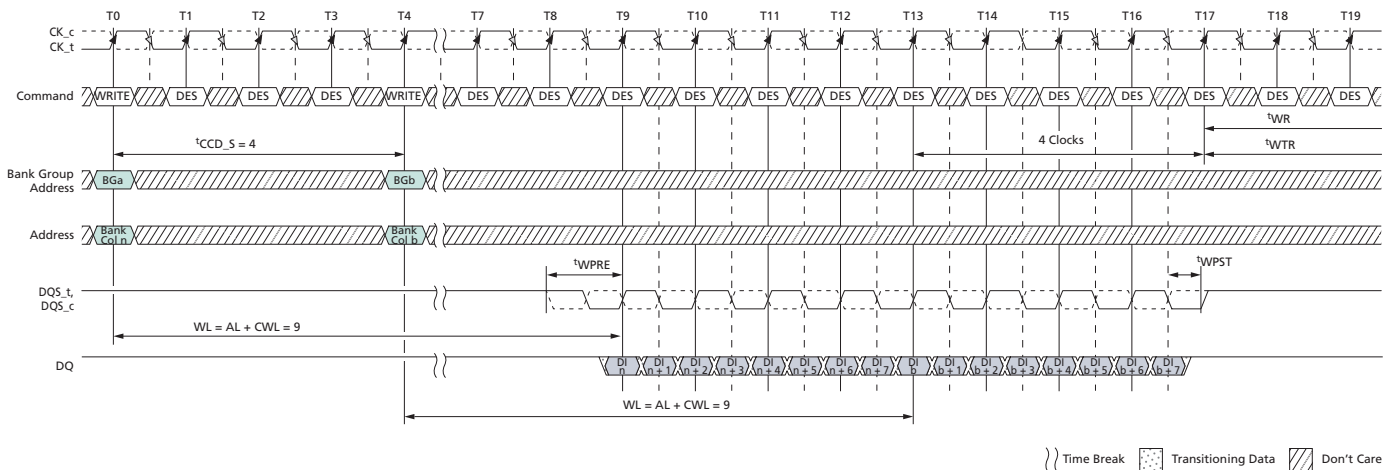 T0 T1 T2 T3 T4 T7 T8 T9 T10 T11 T12 T13 T14 T15 T16 T17 T18 T19
CK_c
CK_t
Command WRITE DES DES DES WRITE DES DES DES DES DES DES DES DES DES DES DES DES DES
tWR
tCCD_S = 4 4 Clocks tWTR
Bank Group
Address BGa BGb
Address Bank
Col n Bank
Col b
tWPRE tWPST
DQS_t,
DQS_c
WL = AL + CWL = 9
DQ DI
n DI
n + 1 DI
n + 2 DI
n + 3 DI
n + 4 DI
n + 5 DI
n + 6 DI
n + 7 DI
b DI
b + 1 DI
b + 2 DI
b + 3 DI
b + 4 DI
b + 5 DI
b + 6 DI
b + 7
WL = AL + CWL = 9
Time Break Transitioning Data Don't Care